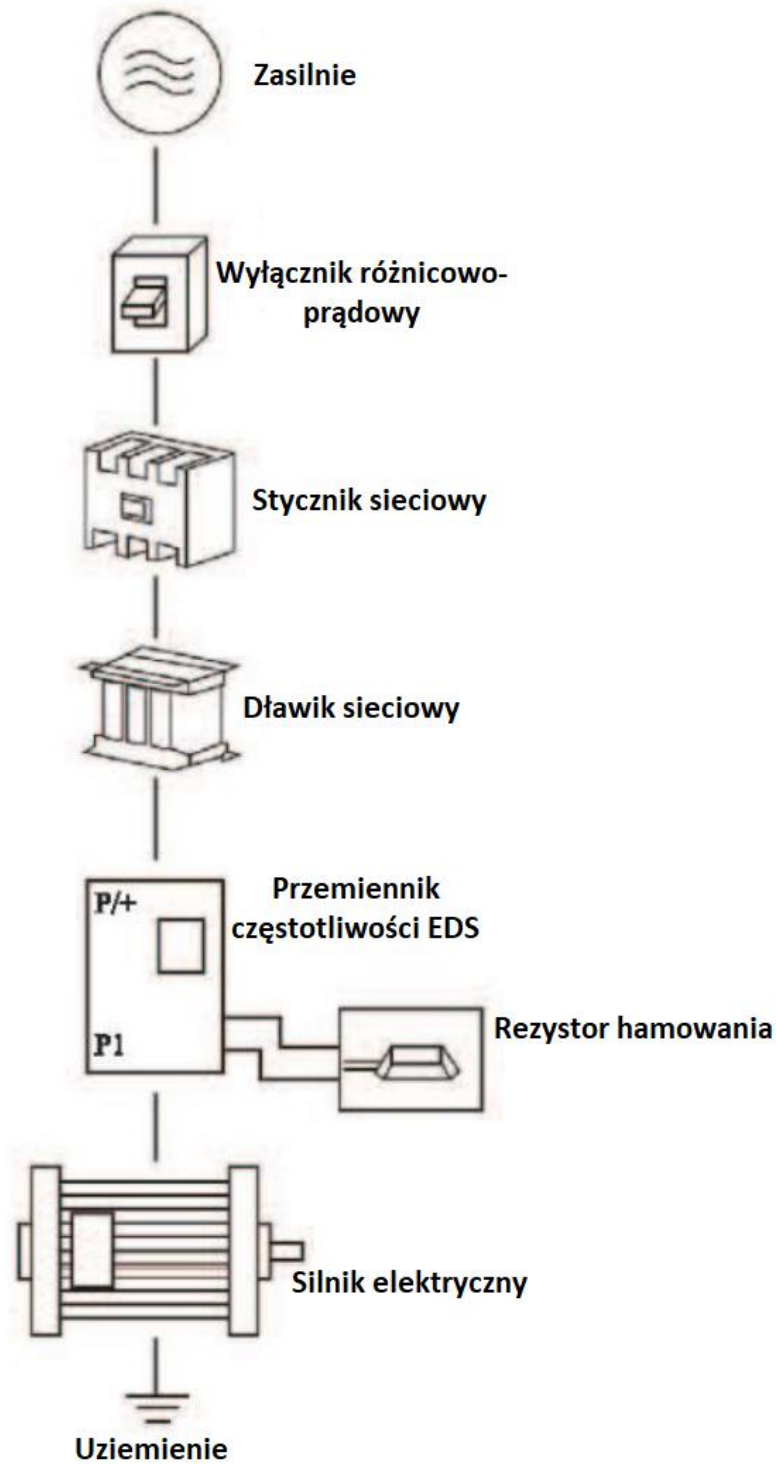 Zasilnie
Wyłącznik różnicowo-
prądowy
Stycznik sieciowy
Dławik sieciowy
Przemiennik
częstotliwości EDS
P/+
P1
Rezystor hamowania
Silnik elektryczny
Uziemienie